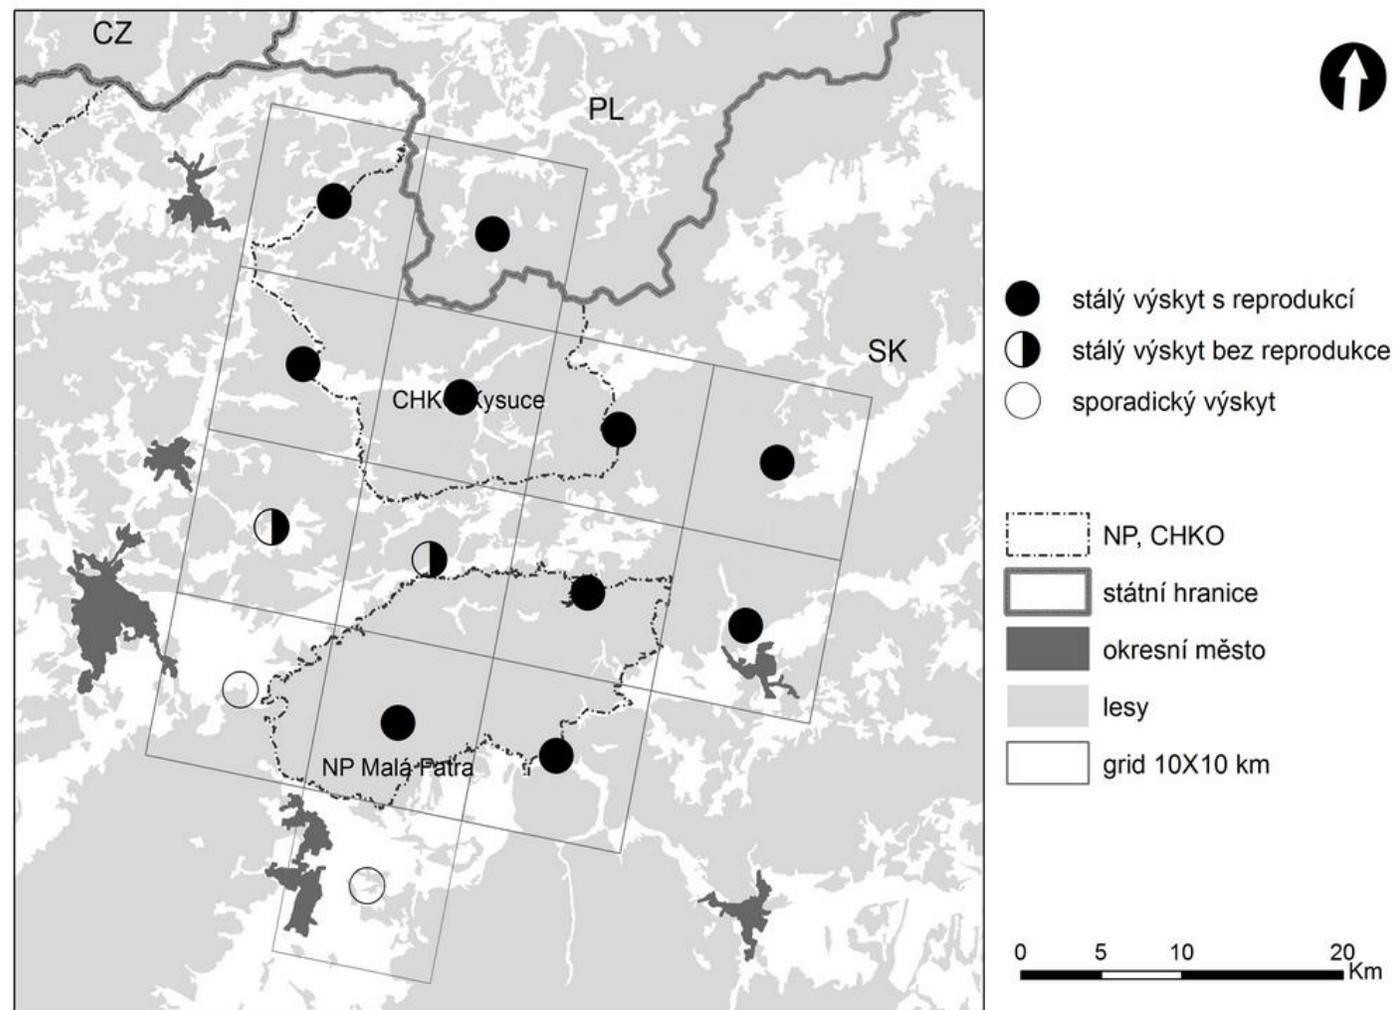 CZ
PL
SK
CHKO Kysuce
NP Malá Fatra
stálý výskyt s reprodukcí
stálý výskyt bez reprodukce
sporadický výskyt
NP, CHKO
státní hranice
okresní město
lesy
grid 10X10 km
0 5 10 20
Km